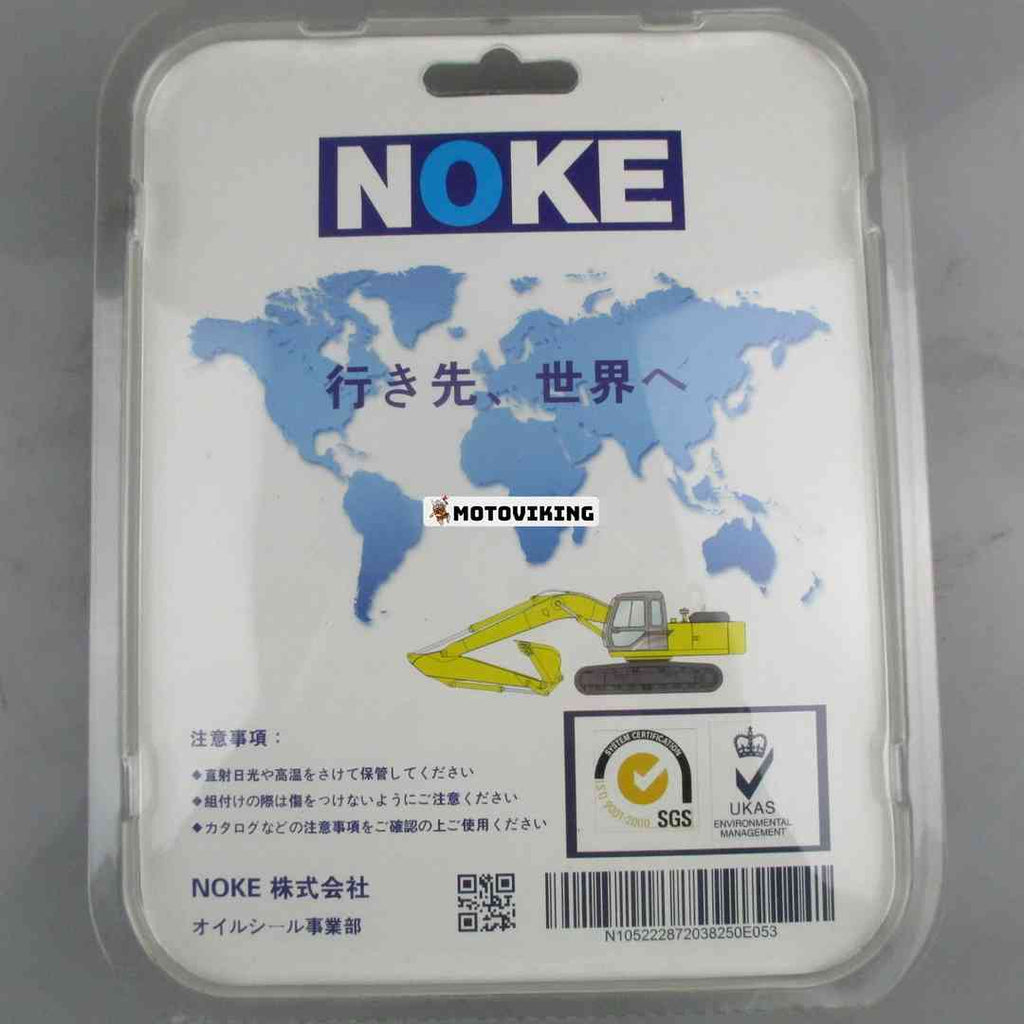 NOKE
行き先、世界へ
MOTOVIKING
注意事項：
◆直射日光や高温をさけて保管してください
◆組付けの際は傷をつけないようにご注意ください
◆カタログなどの注意事項をご確認の上ご使用ください
SYSTEM CERTIFICATION
ISO 9001:2000
SGS
UKAS
ENVIRONMENTAL
MANAGEMENT
NOKE 株式会社
オイルシール事業部
N105222872038250E053